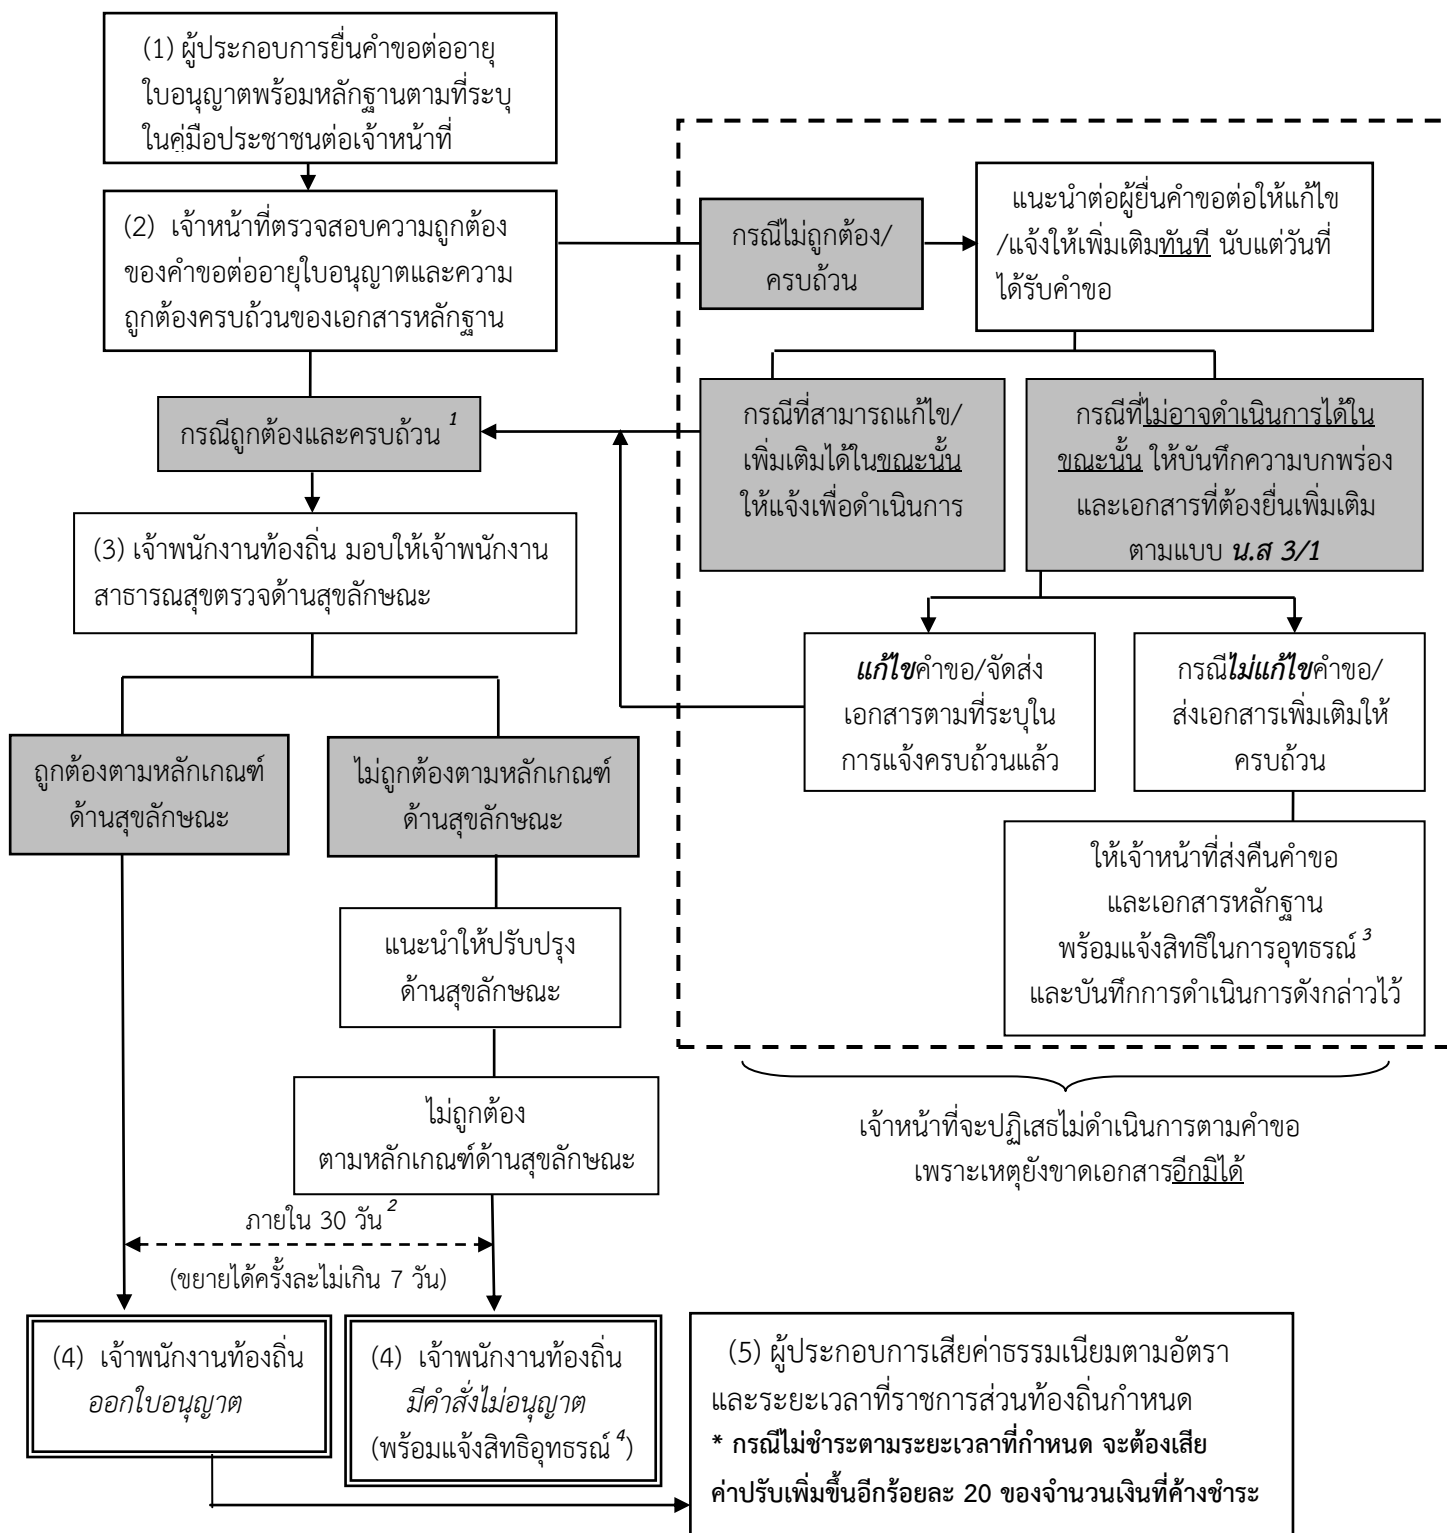 (1) ผู้ประกอบการยื่นคำขอต่ออายุ
ใบอนุญาตพร้อมหลักฐานตามที่ระบุ
ในคู่มือประชาชนต่อเจ้าหน้าที่
(2) เจ้าหน้าที่ตรวจสอบความถูกต้อง
ของคำขอต่ออายุใบอนุญาตและความ
ถูกต้องครบถ้วนของเอกสารหลักฐาน
กรณีไม่ถูกต้อง/
ครบถ้วน
แนะนำต่อผู้ยื่นคำขอต่อให้แก้ไข
/แจ้งให้เพิ่มเติมทันที นับแต่วันที่
ได้รับคำขอ
กรณีถูกต้องและครบถ้วน 1
กรณีที่สามารถแก้ไข/
เพิ่มเติมได้ในขณะนั้น
ให้แจ้งเพื่อดำเนินการ
กรณีที่ไม่อาจดำเนินการได้ใน
ขณะนั้น ให้บันทึกความบกพร่อง
และเอกสารที่ต้องยื่นเพิ่มเติม
ตามแบบ น.ส 3/1
(3) เจ้าพนักงานท้องถิ่น มอบให้เจ้าพนักงาน
สาธารณสุขตรวจด้านสุขลักษณะ
แก้ไขคำขอ/จัดส่ง
เอกสารตามที่ระบุใน
การแจ้งครบถ้วนแล้ว
กรณีไม่แก้ไขคำขอ/
ส่งเอกสารเพิ่มเติมให้
ครบถ้วน
ถูกต้องตามหลักเกณฑ์
ด้านสุขลักษณะ
ไม่ถูกต้องตามหลักเกณฑ์
ด้านสุขลักษณะ
ให้เจ้าหน้าที่ส่งคืนคำขอ
และเอกสารหลักฐาน
พร้อมแจ้งสิทธิในการอุทธรณ์ 3
และบันทึกการดำเนินการดังกล่าวไว้
แนะนำให้ปรับปรุง
ด้านสุขลักษณะ
ไม่ถูกต้อง
ตามหลักเกณฑ์ด้านสุขลักษณะ
เจ้าหน้าที่จะปฏิเสธไม่ดำเนินการตามคำขอ
เพราะเหตุยังขาดเอกสารอีกมิได้
ภายใน 30 วัน 2
(ขยายได้ครั้งละไม่เกิน 7 วัน)
(4) เจ้าพนักงานท้องถิ่น
ออกใบอนุญาต
(4) เจ้าพนักงานท้องถิ่น
มีคำสั่งไม่อนุญาต
(พร้อมแจ้งสิทธิอุทธรณ์ 4)
(5) ผู้ประกอบการเสียค่าธรรมเนียมตามอัตรา
และระยะเวลาที่ราชการส่วนท้องถิ่นกำหนด
* กรณีไม่ชำระตามระยะเวลาที่กำหนด จะต้องเสีย
ค่าปรับเพิ่มขึ้นอีกร้อยละ 20 ของจำนวนเงินที่ค้างชำระ